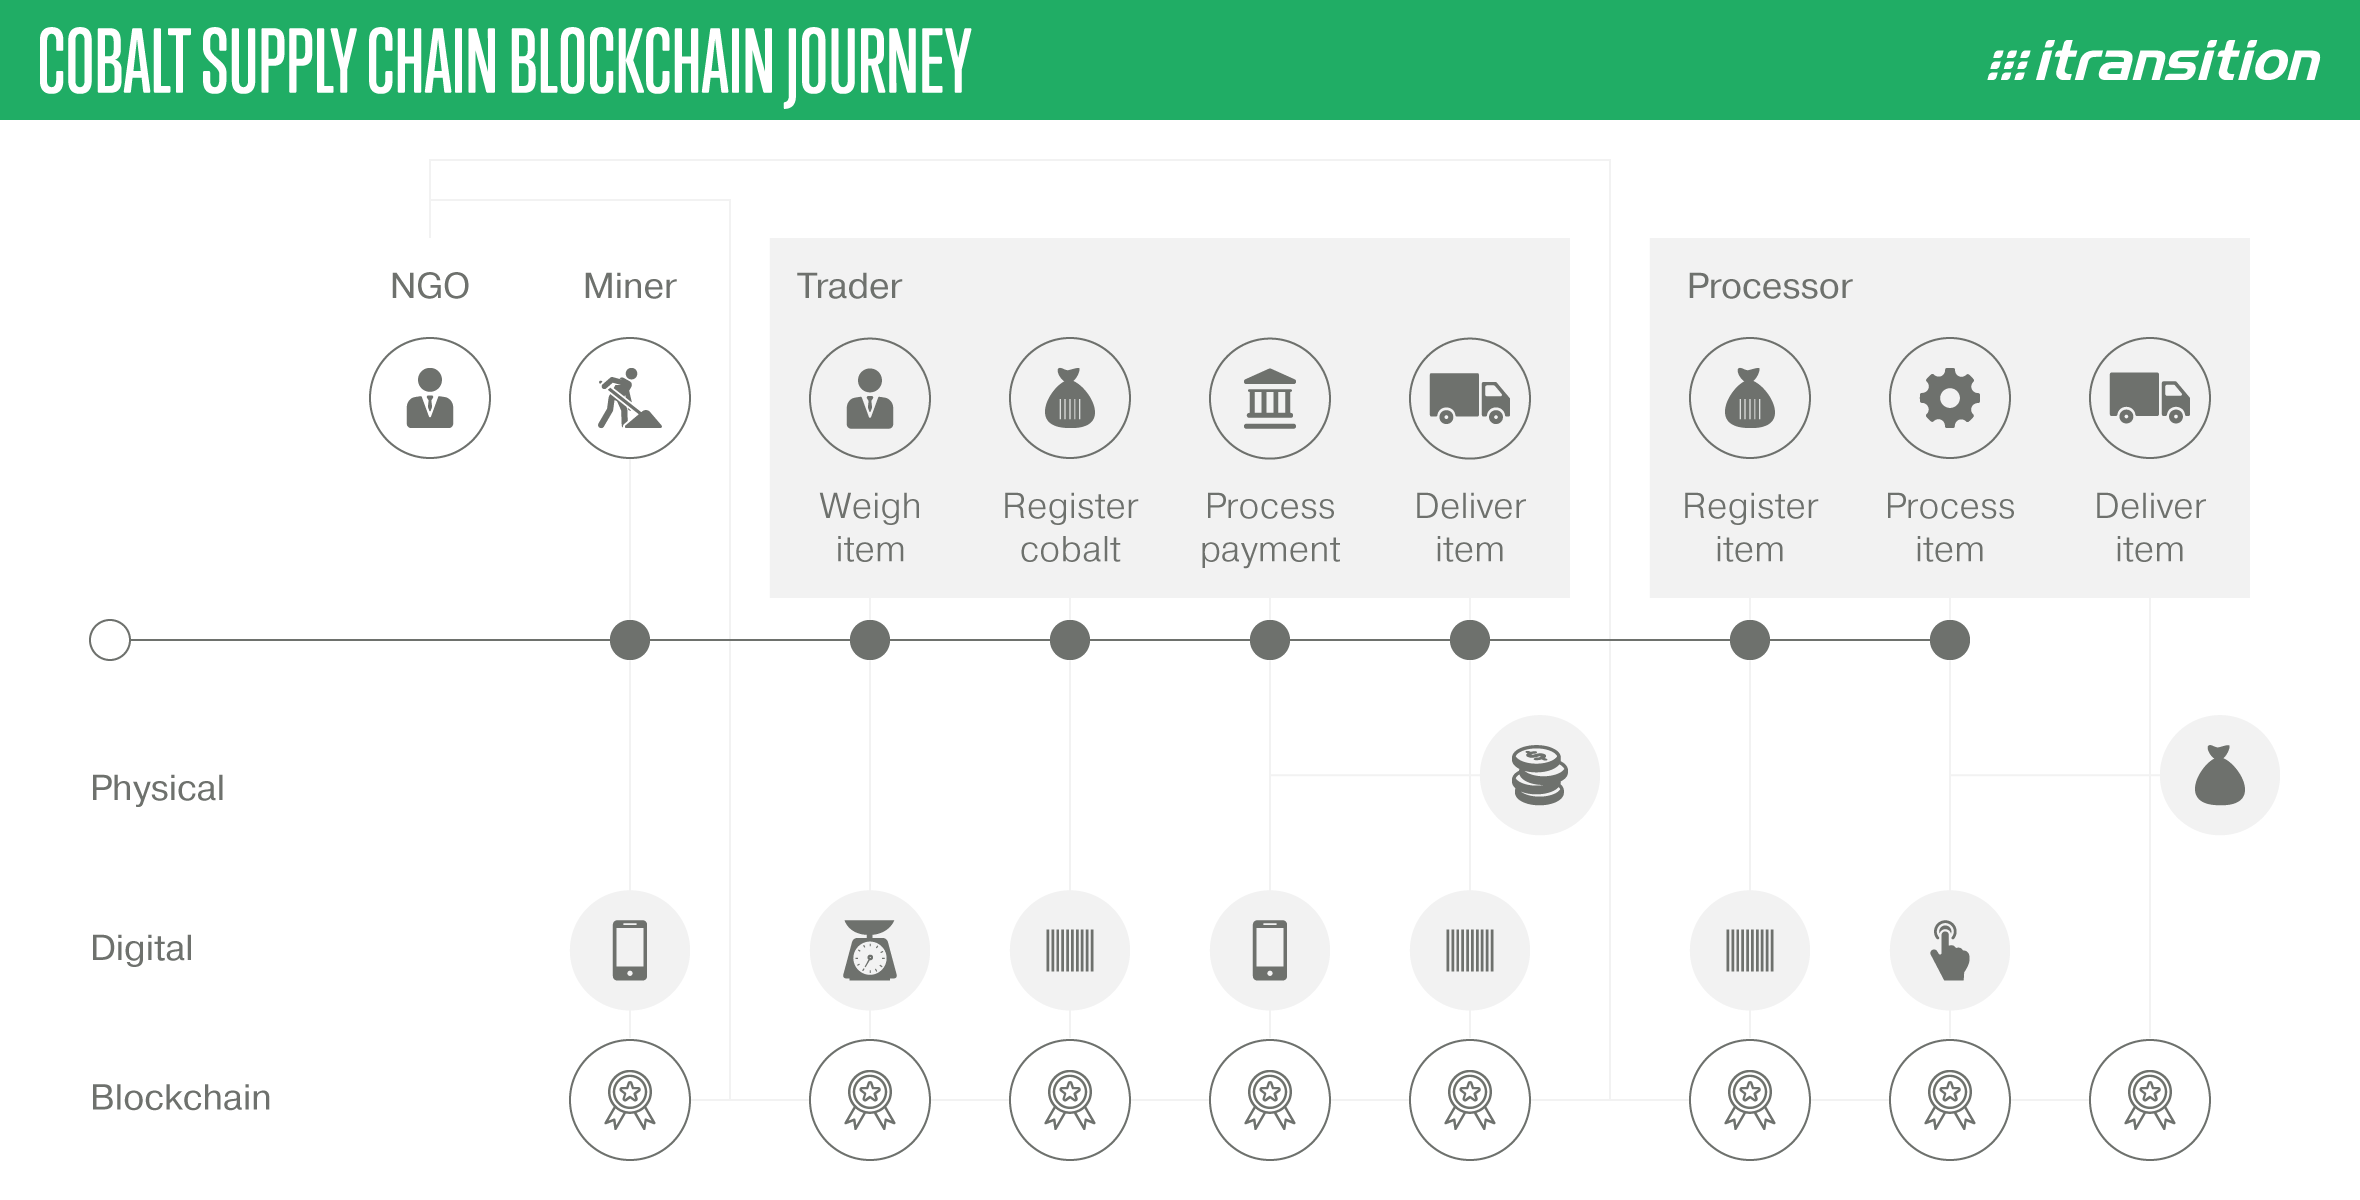 COBALT SUPPLY CHAIN BLOCKCHAIN JOURNEY
itransition
NGO
Miner
Trader
Processor
Weigh
item
Register
cobalt
Process
payment
Deliver
item
Register
item
Process
item
Deliver
item
Physical
Digital
Blockchain